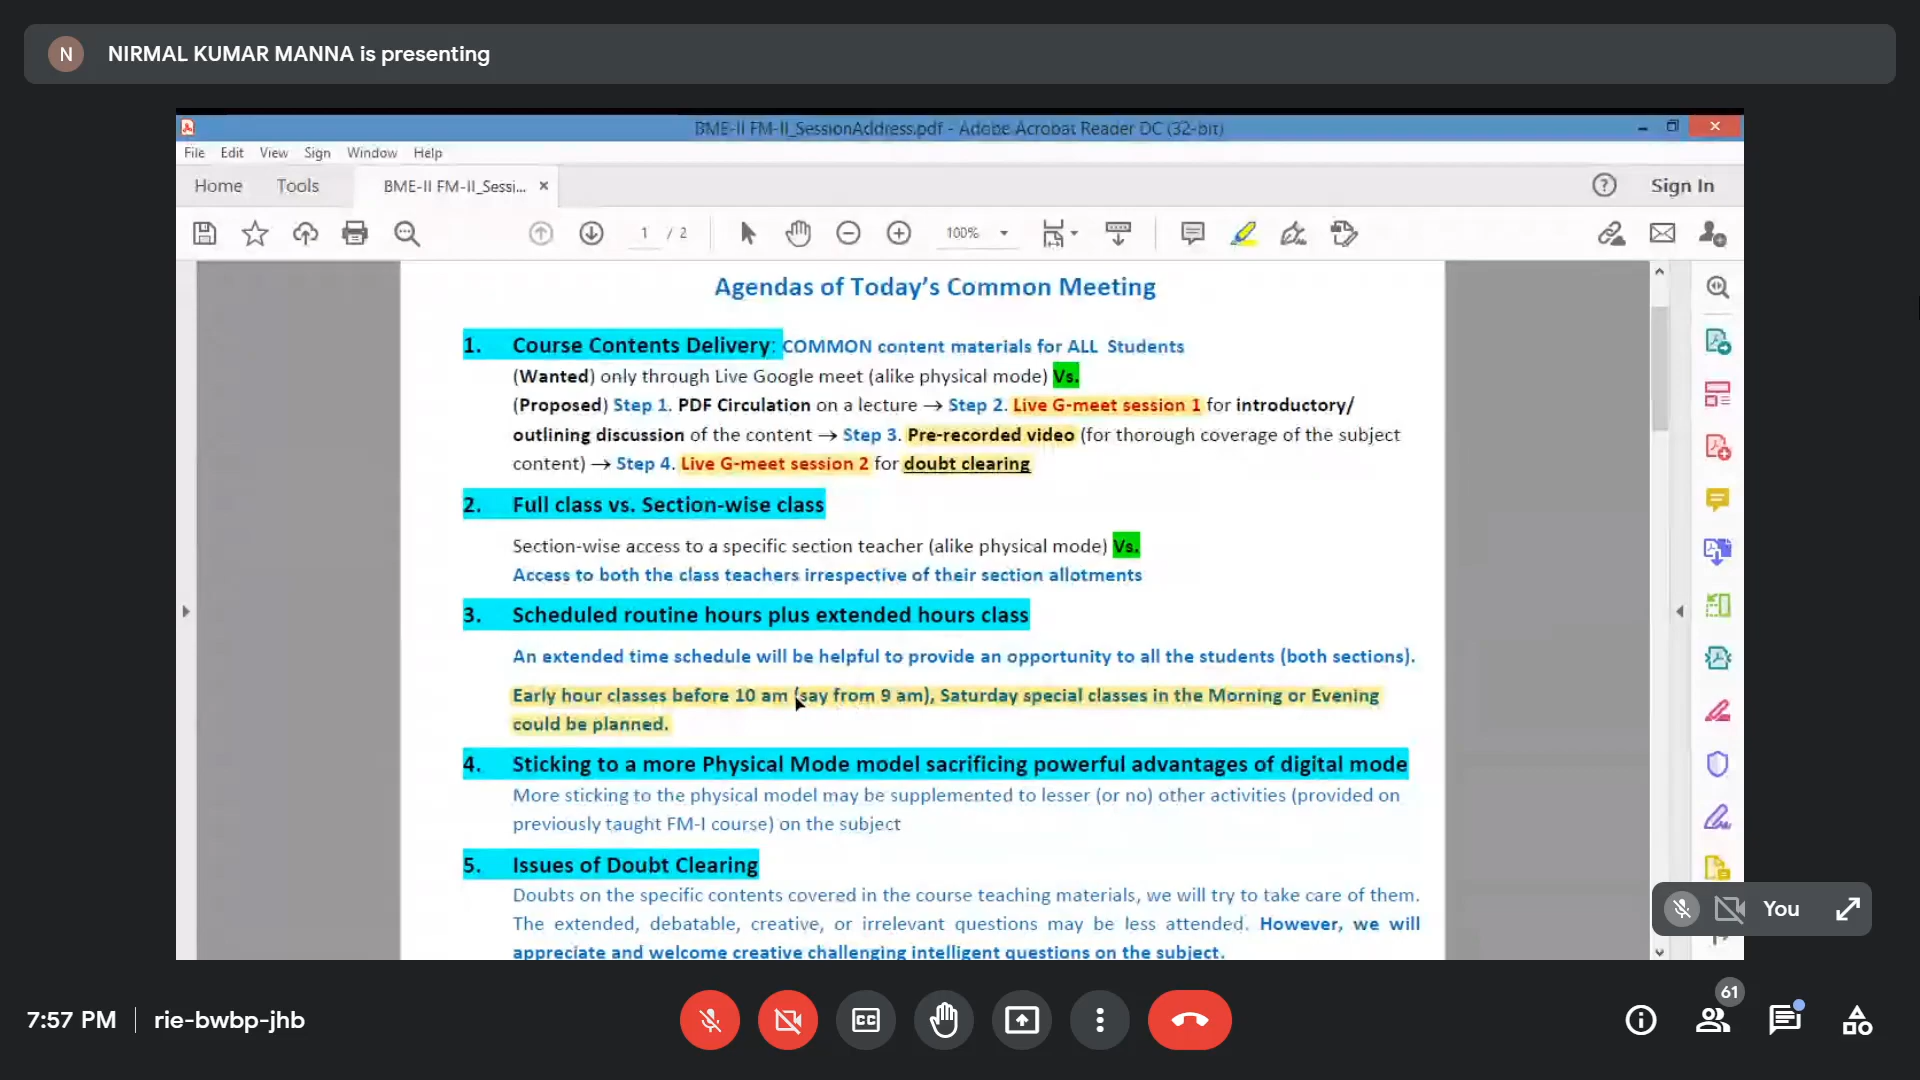 N NIRMAL KUMAR MANNA is presenting
BME-II FM-II_SessionAddress.pdf - Adobe Acrobat Reader DC (32-bit)
File Edit View Sign Window Help
Home Tools BME-II FM-II_Sessi... × Sign In
1 / 2 100%
Agendas of Today's Common Meeting
1. Course Contents Delivery: COMMON content materials for ALL Students
(Wanted) only through Live Google meet (alike physical mode) Vs.
(Proposed) Step 1. PDF Circulation on a lecture → Step 2. Live G-meet session 1 for introductory/
outlining discussion of the content → Step 3. Pre-recorded video (for thorough coverage of the subject
content) → Step 4. Live G-meet session 2 for doubt clearing
2. Full class vs. Section-wise class
Section-wise access to a specific section teacher (alike physical mode) Vs.
Access to both the class teachers irrespective of their section allotments
3. Scheduled routine hours plus extended hours class
An extended time schedule will be helpful to provide an opportunity to all the students (both sections).
Early hour classes before 10 am (say from 9 am), Saturday special classes in the Morning or Evening
could be planned.
4. Sticking to a more Physical Mode model sacrificing powerful advantages of digital mode
More sticking to the physical model may be supplemented to lesser (or no) other activities (provided on
previously taught FM-I course) on the subject
5. Issues of Doubt Clearing
Doubts on the specific contents covered in the course teaching materials, we will try to take care of them.
The extended, debatable, creative, or irrelevant questions may be less attended. However, we will
appreciate and welcome creative challenging intelligent questions on the subject.
You
7:57 PM rie-bwbp-jhb CC 61